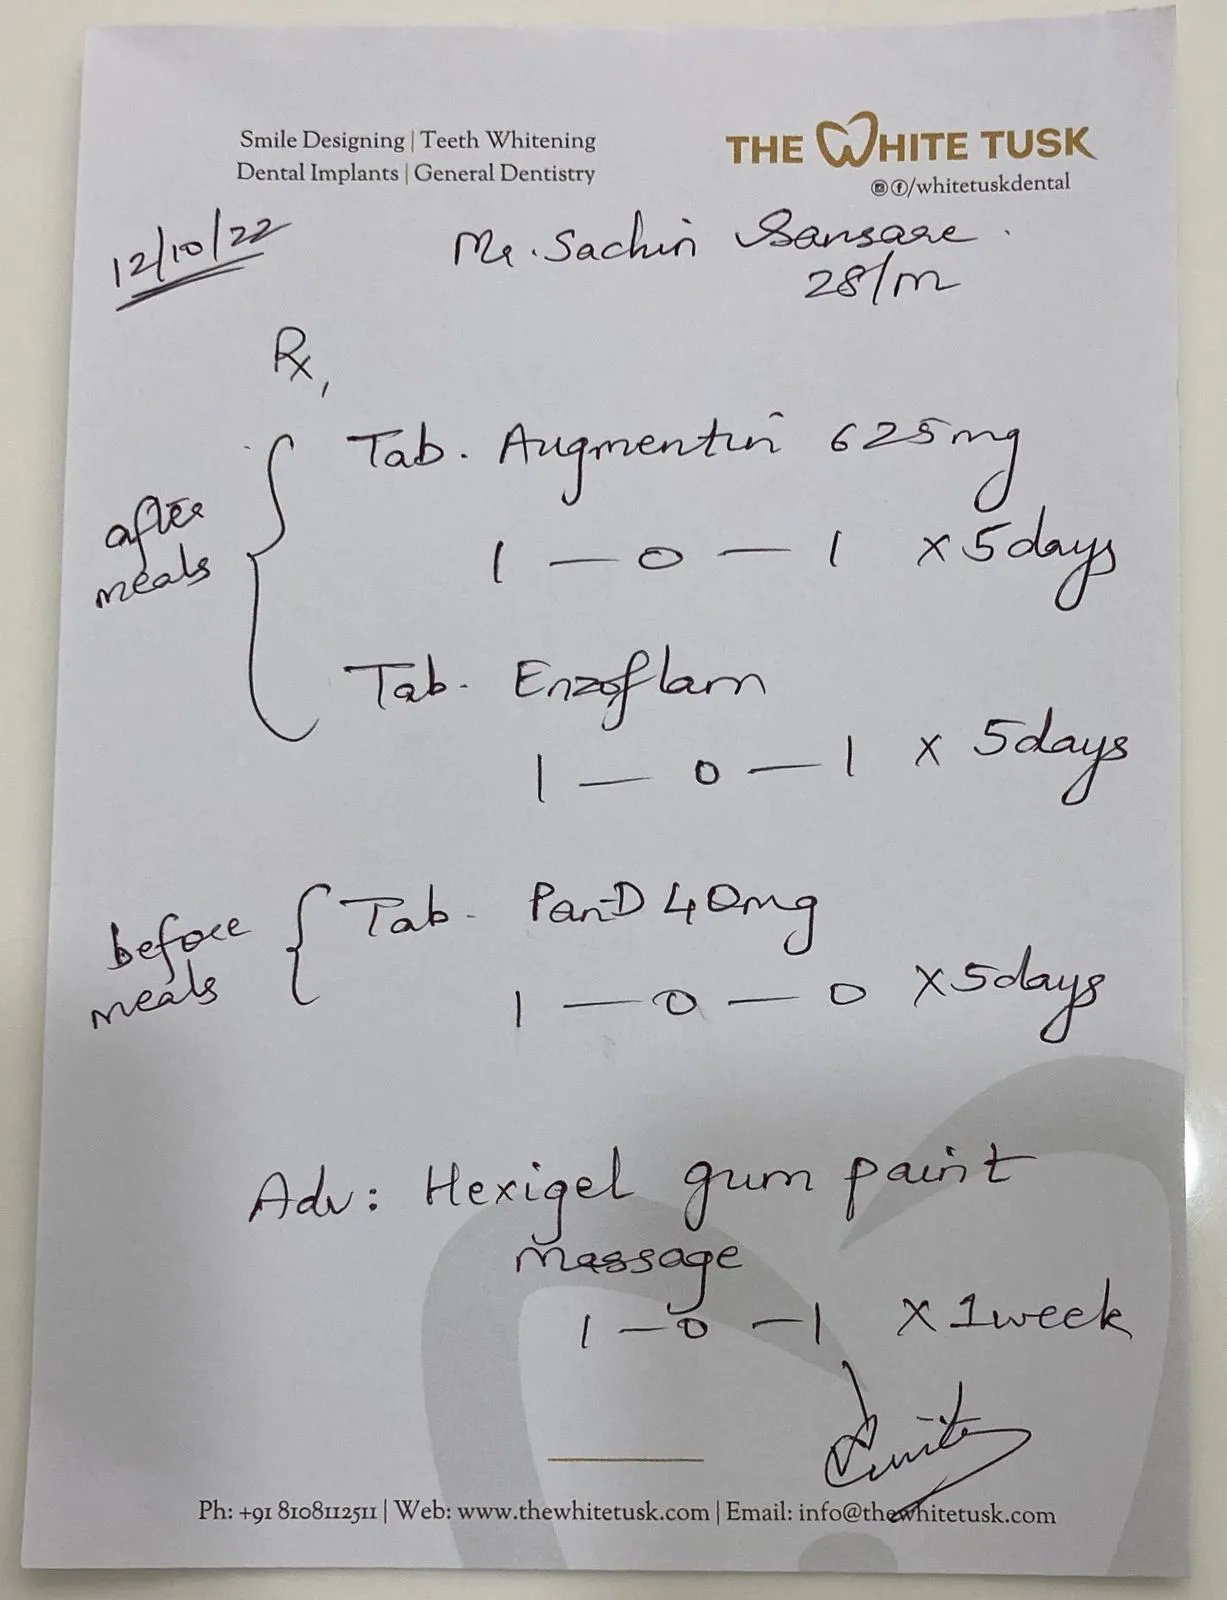 Smile Designing | Teeth Whitening
Dental Implants | General Dentistry
THE WHITE TUSK
/whitetuskdental
12/10/22
Mr. Sachin Sansare.
28/m
Rx,
after
meals
Tab. Augmentin 625mg
1 — 0 — 1 x 5days
Tab. Enzoflam
1 — 0 — 1 x 5days
before
meals
Tab. Pan-D 40mg
1 — 0 — 0 x 5days
Adv: Hexigel gum paint
massage
1 — 0 — 1 x 1week
Ph: +91 8108112511 | Web: www.thewhitetusk.com | Email: info@thewhitetusk.com